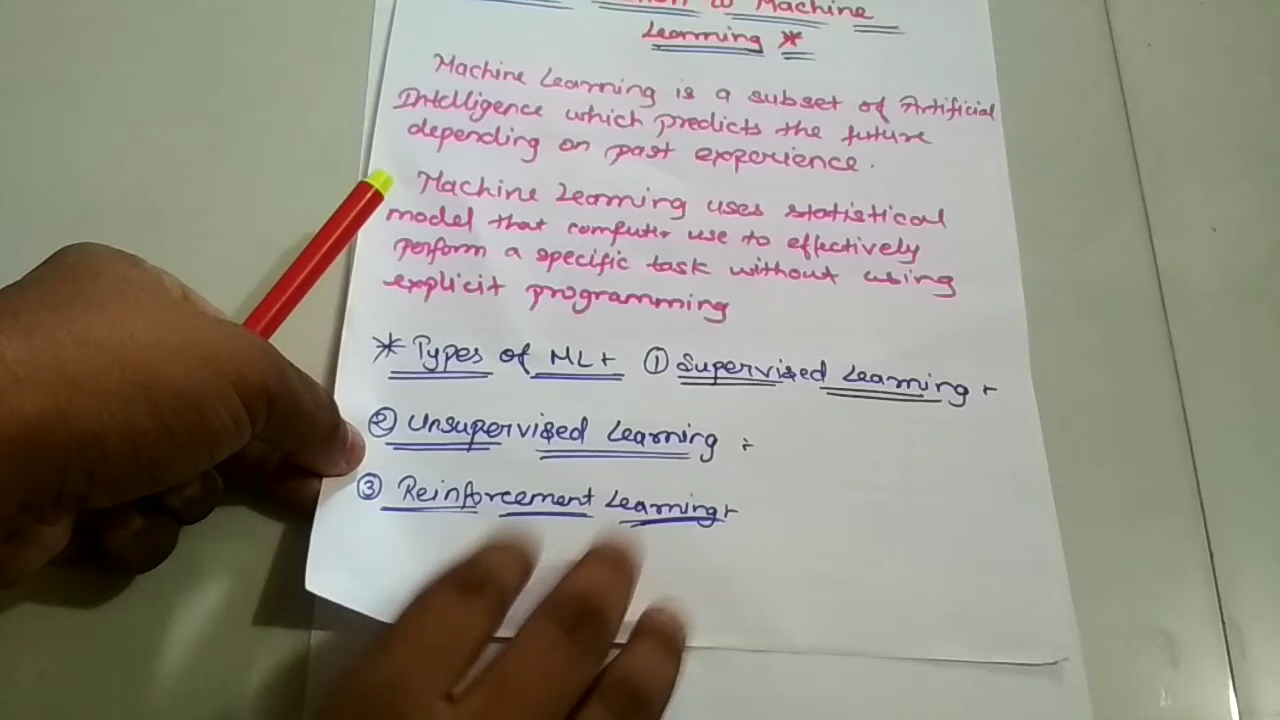 to Machine
Learning *
Machine Learning is a subset of Artificial
Intelligence which predicts the future
depending on past experience.
Machine Learning uses statistical
model that computer use to effectively
perform a specific task without using
explicit programming
* Types of ML÷ ① Supervised Learning ÷
② Unsupervised Learning ÷
③ Reinforcement Learning÷